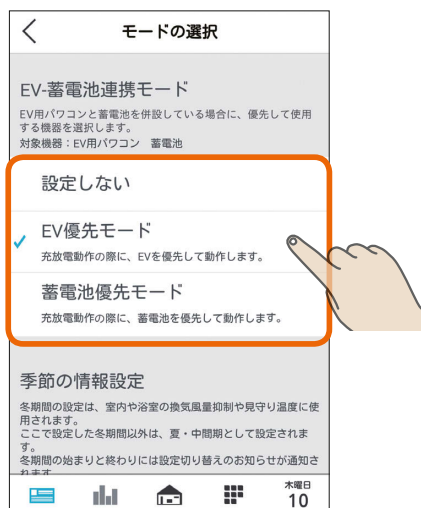 モードの選択
EV-蓄電池連携モード
EV用パワコンと蓄電池を併設している場合に、優先して使用
する機器を選択します。
対象機器：EV用パワコン　蓄電池
設定しない
EV優先モード
充放電動作の際に、EVを優先して動作します。
蓄電池優先モード
充放電動作の際に、蓄電池を優先して動作します。
季節の情報設定
冬期間の設定は、室内や浴室の換気風量抑制や見守り温度に使
用されます。
ここで設定した冬期間以外は、夏・中間期として設定されま
す。
冬期間の始まりと終わりには設定切り替えのお知らせが通知さ
れます
木曜日
10